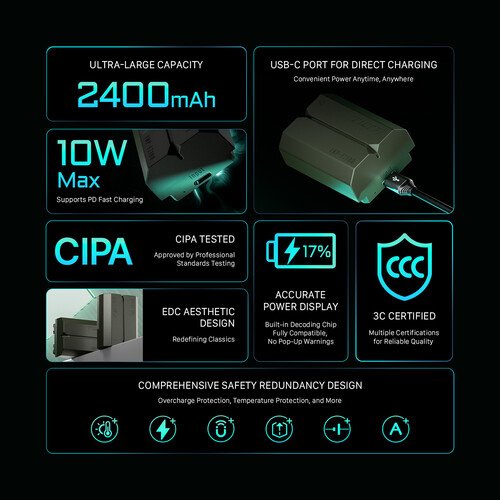 ULTRA-LARGE CAPACITY
2400mAh
USB-C PORT FOR DIRECT CHARGING
Convenient Power Anytime, Anywhere
10W
Max
Supports PD Fast Charging
CIPA
CIPA TESTED
Approved by Professional
Standards Testing
17%
ACCURATE
POWER DISPLAY
Built-in Decoding Chip
Fully Compatible,
No Pop-Up Warnings
CCC
3C CERTIFIED
Multiple Certifications
for Reliable Quality
EDC AESTHETIC
DESIGN
Redefining Classics
COMPREHENSIVE SAFETY REDUNDANCY DESIGN
Overcharge Protection, Temperature Protection, and More
A